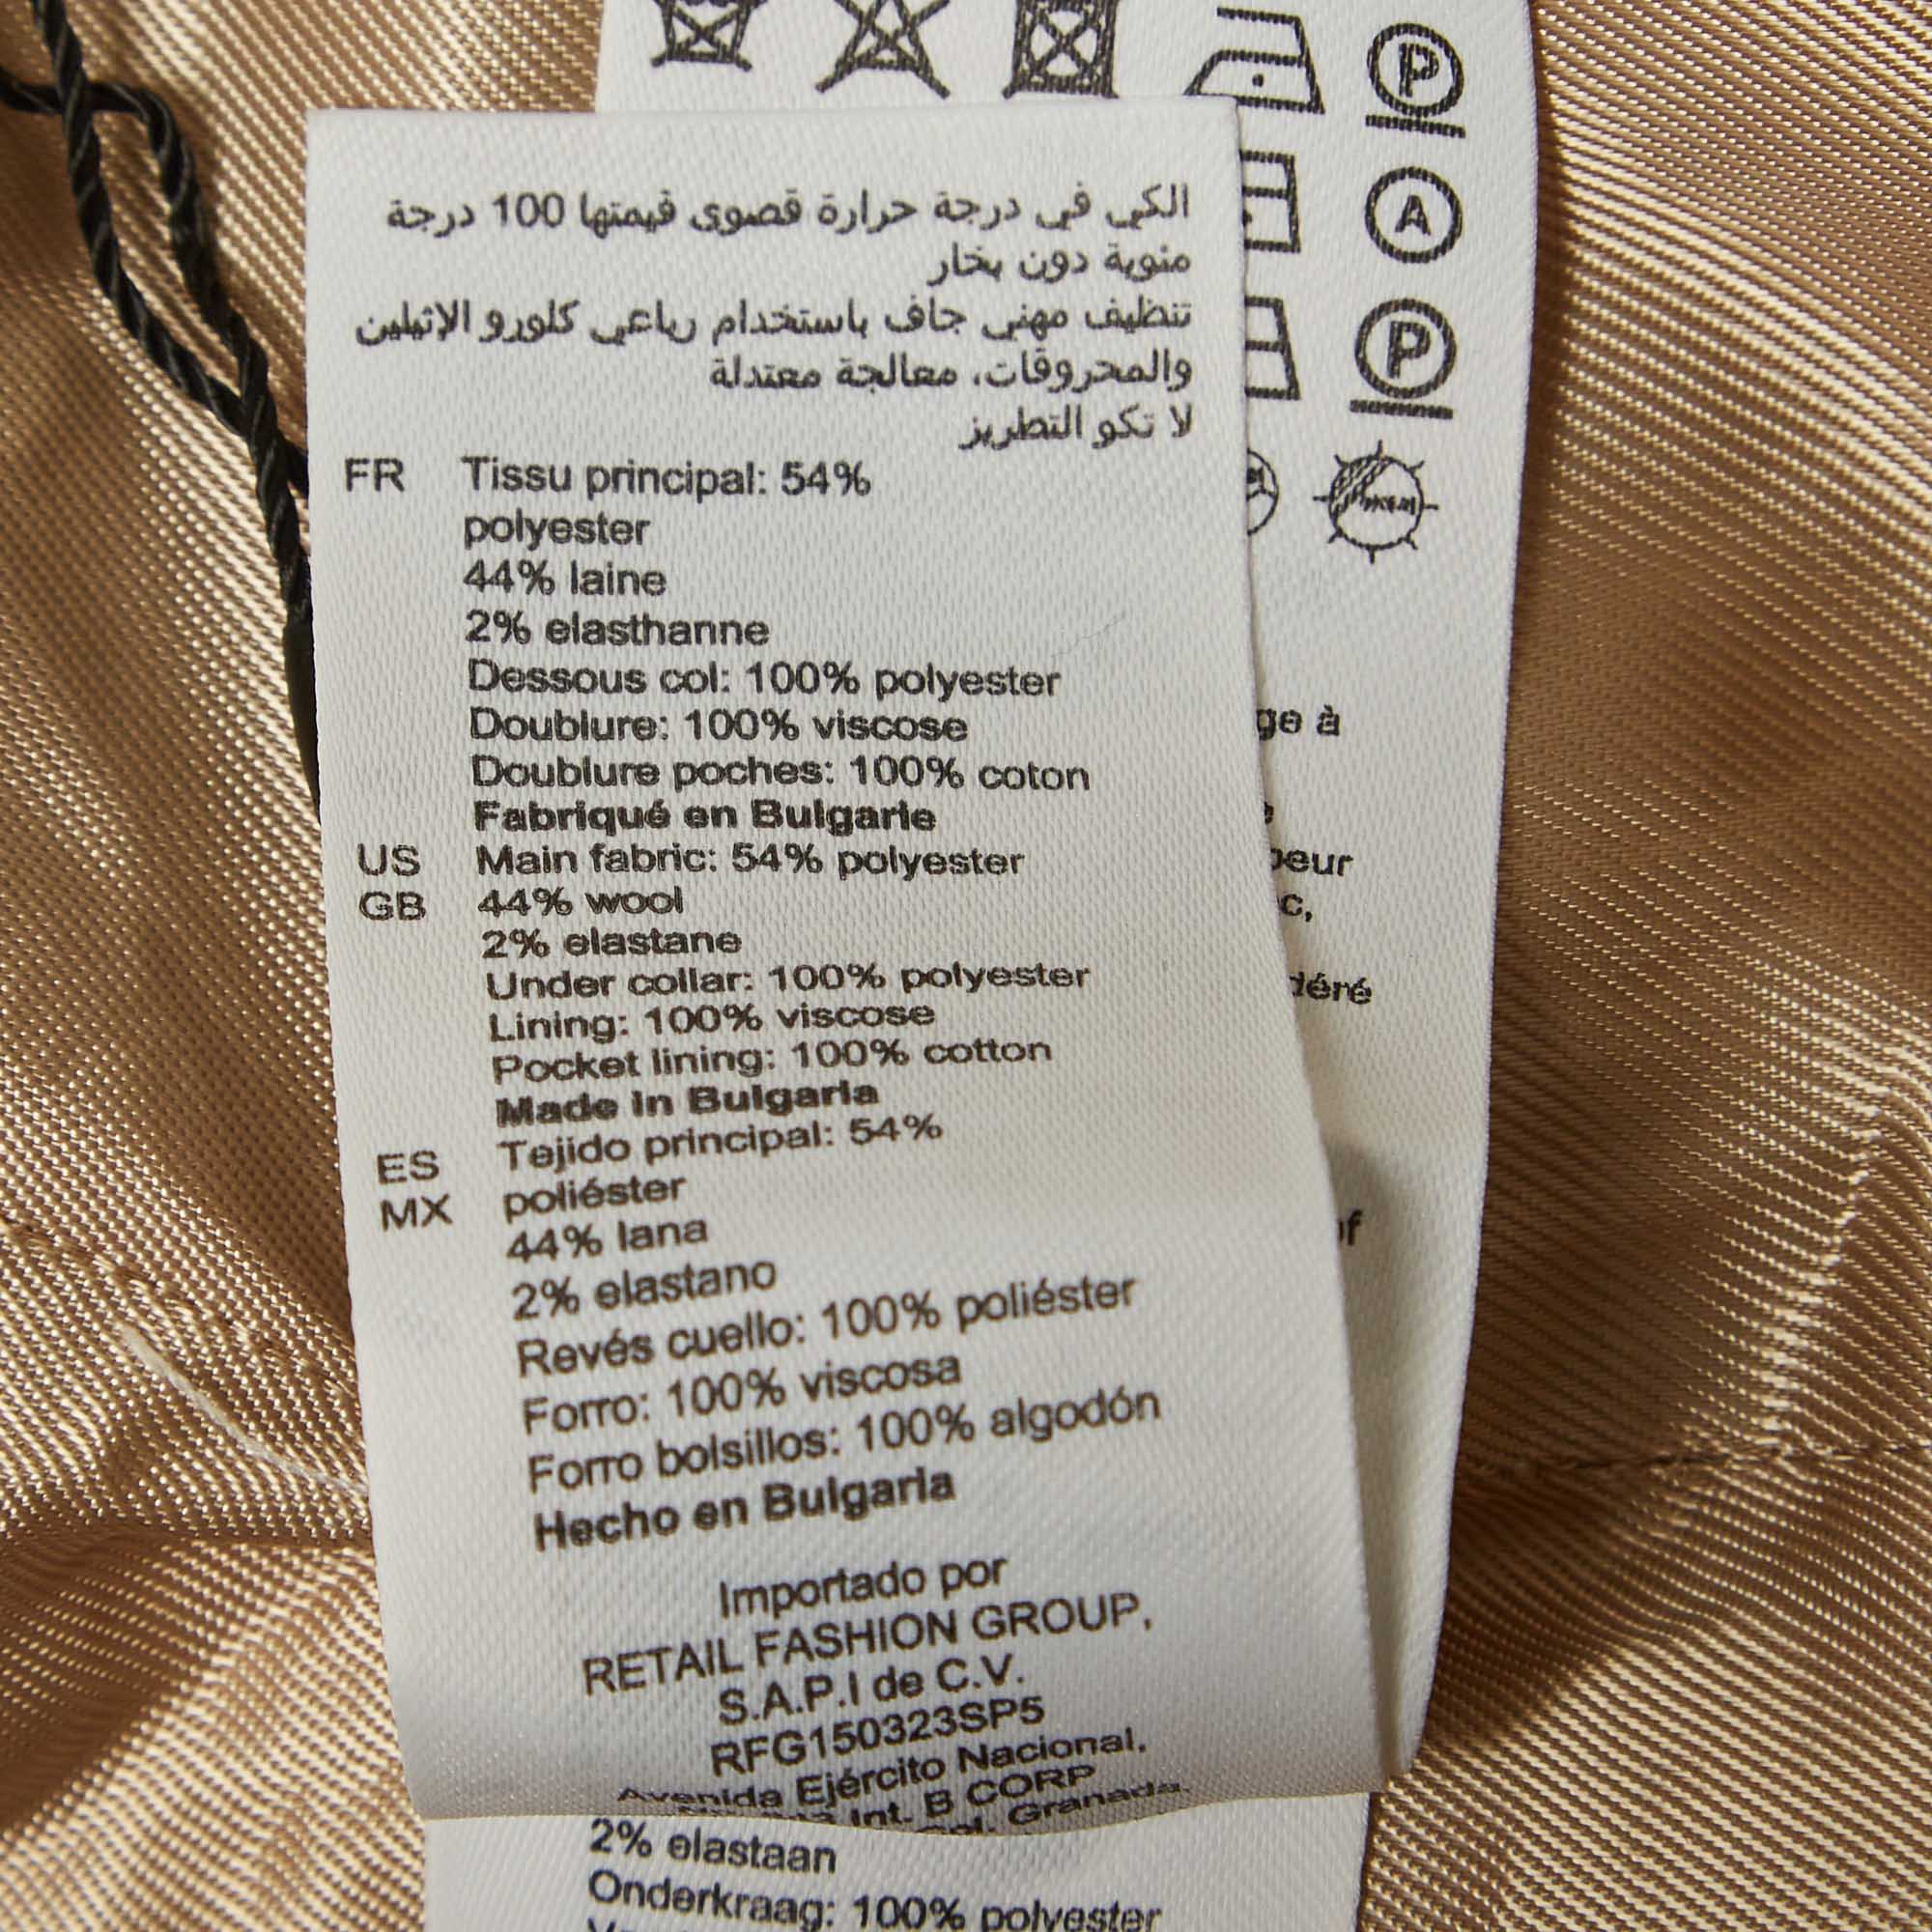 P
A
P
الكي في درجة حرارة قصوى قيمتها 100 درجة
مئوية دون بخار
تنظيف مهني جاف باستخدام رباعي كلورو الإثيلين
والمحروقات، معالجة معتدلة
لا تكو التطريز
FR Tissu principal: 54%
polyester
44% laine
2% elasthanne
Dessous col: 100% polyester
Doublure: 100% viscose
Doublure poches: 100% coton
Fabriqué en Bulgarie
US Main fabric: 54% polyester
GB 44% wool
2% elastane
Under collar: 100% polyester
Lining: 100% viscose
Pocket lining: 100% cotton
Made in Bulgaria
ES Tejido principal: 54%
MX poliéster
44% lana
2% elastano
Revés cuello: 100% poliéster
Forro: 100% viscosa
Forro bolsillos: 100% algodón
Hecho en Bulgaria
Importado por
RETAIL FASHION GROUP,
S.A.P.I de C.V.
RFG150323SP5
Avenida Ejército Nacional,
Int. B CORP
Granada,
ge à
peur
c,
déré
of
2% elastaan
Onderkraag: 100% polyester